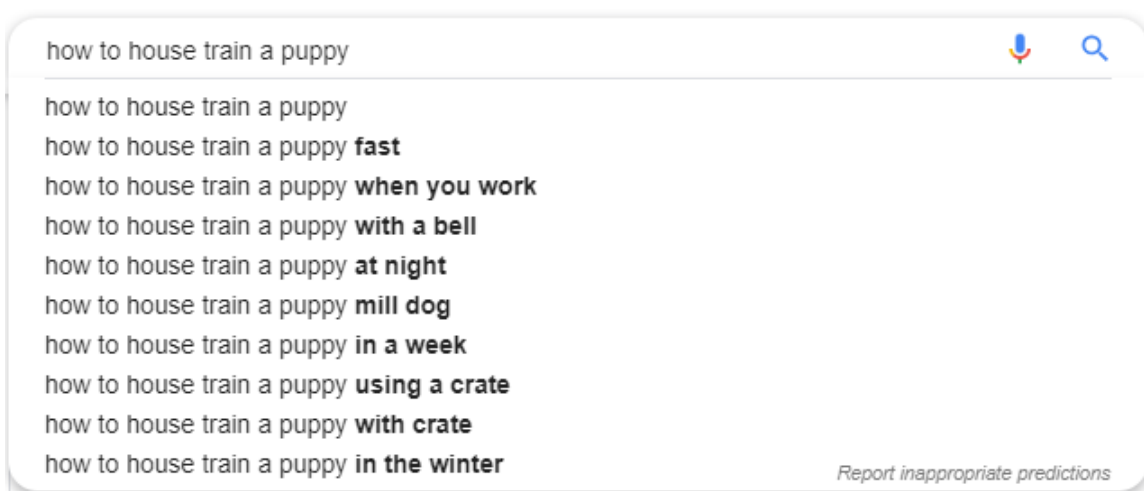 how to house train a puppy
how to house train a puppy
how to house train a puppy fast
how to house train a puppy when you work
how to house train a puppy with a bell
how to house train a puppy at night
how to house train a puppy mill dog
how to house train a puppy in a week
how to house train a puppy using a crate
how to house train a puppy with crate
how to house train a puppy in the winter
Report inappropriate predictions